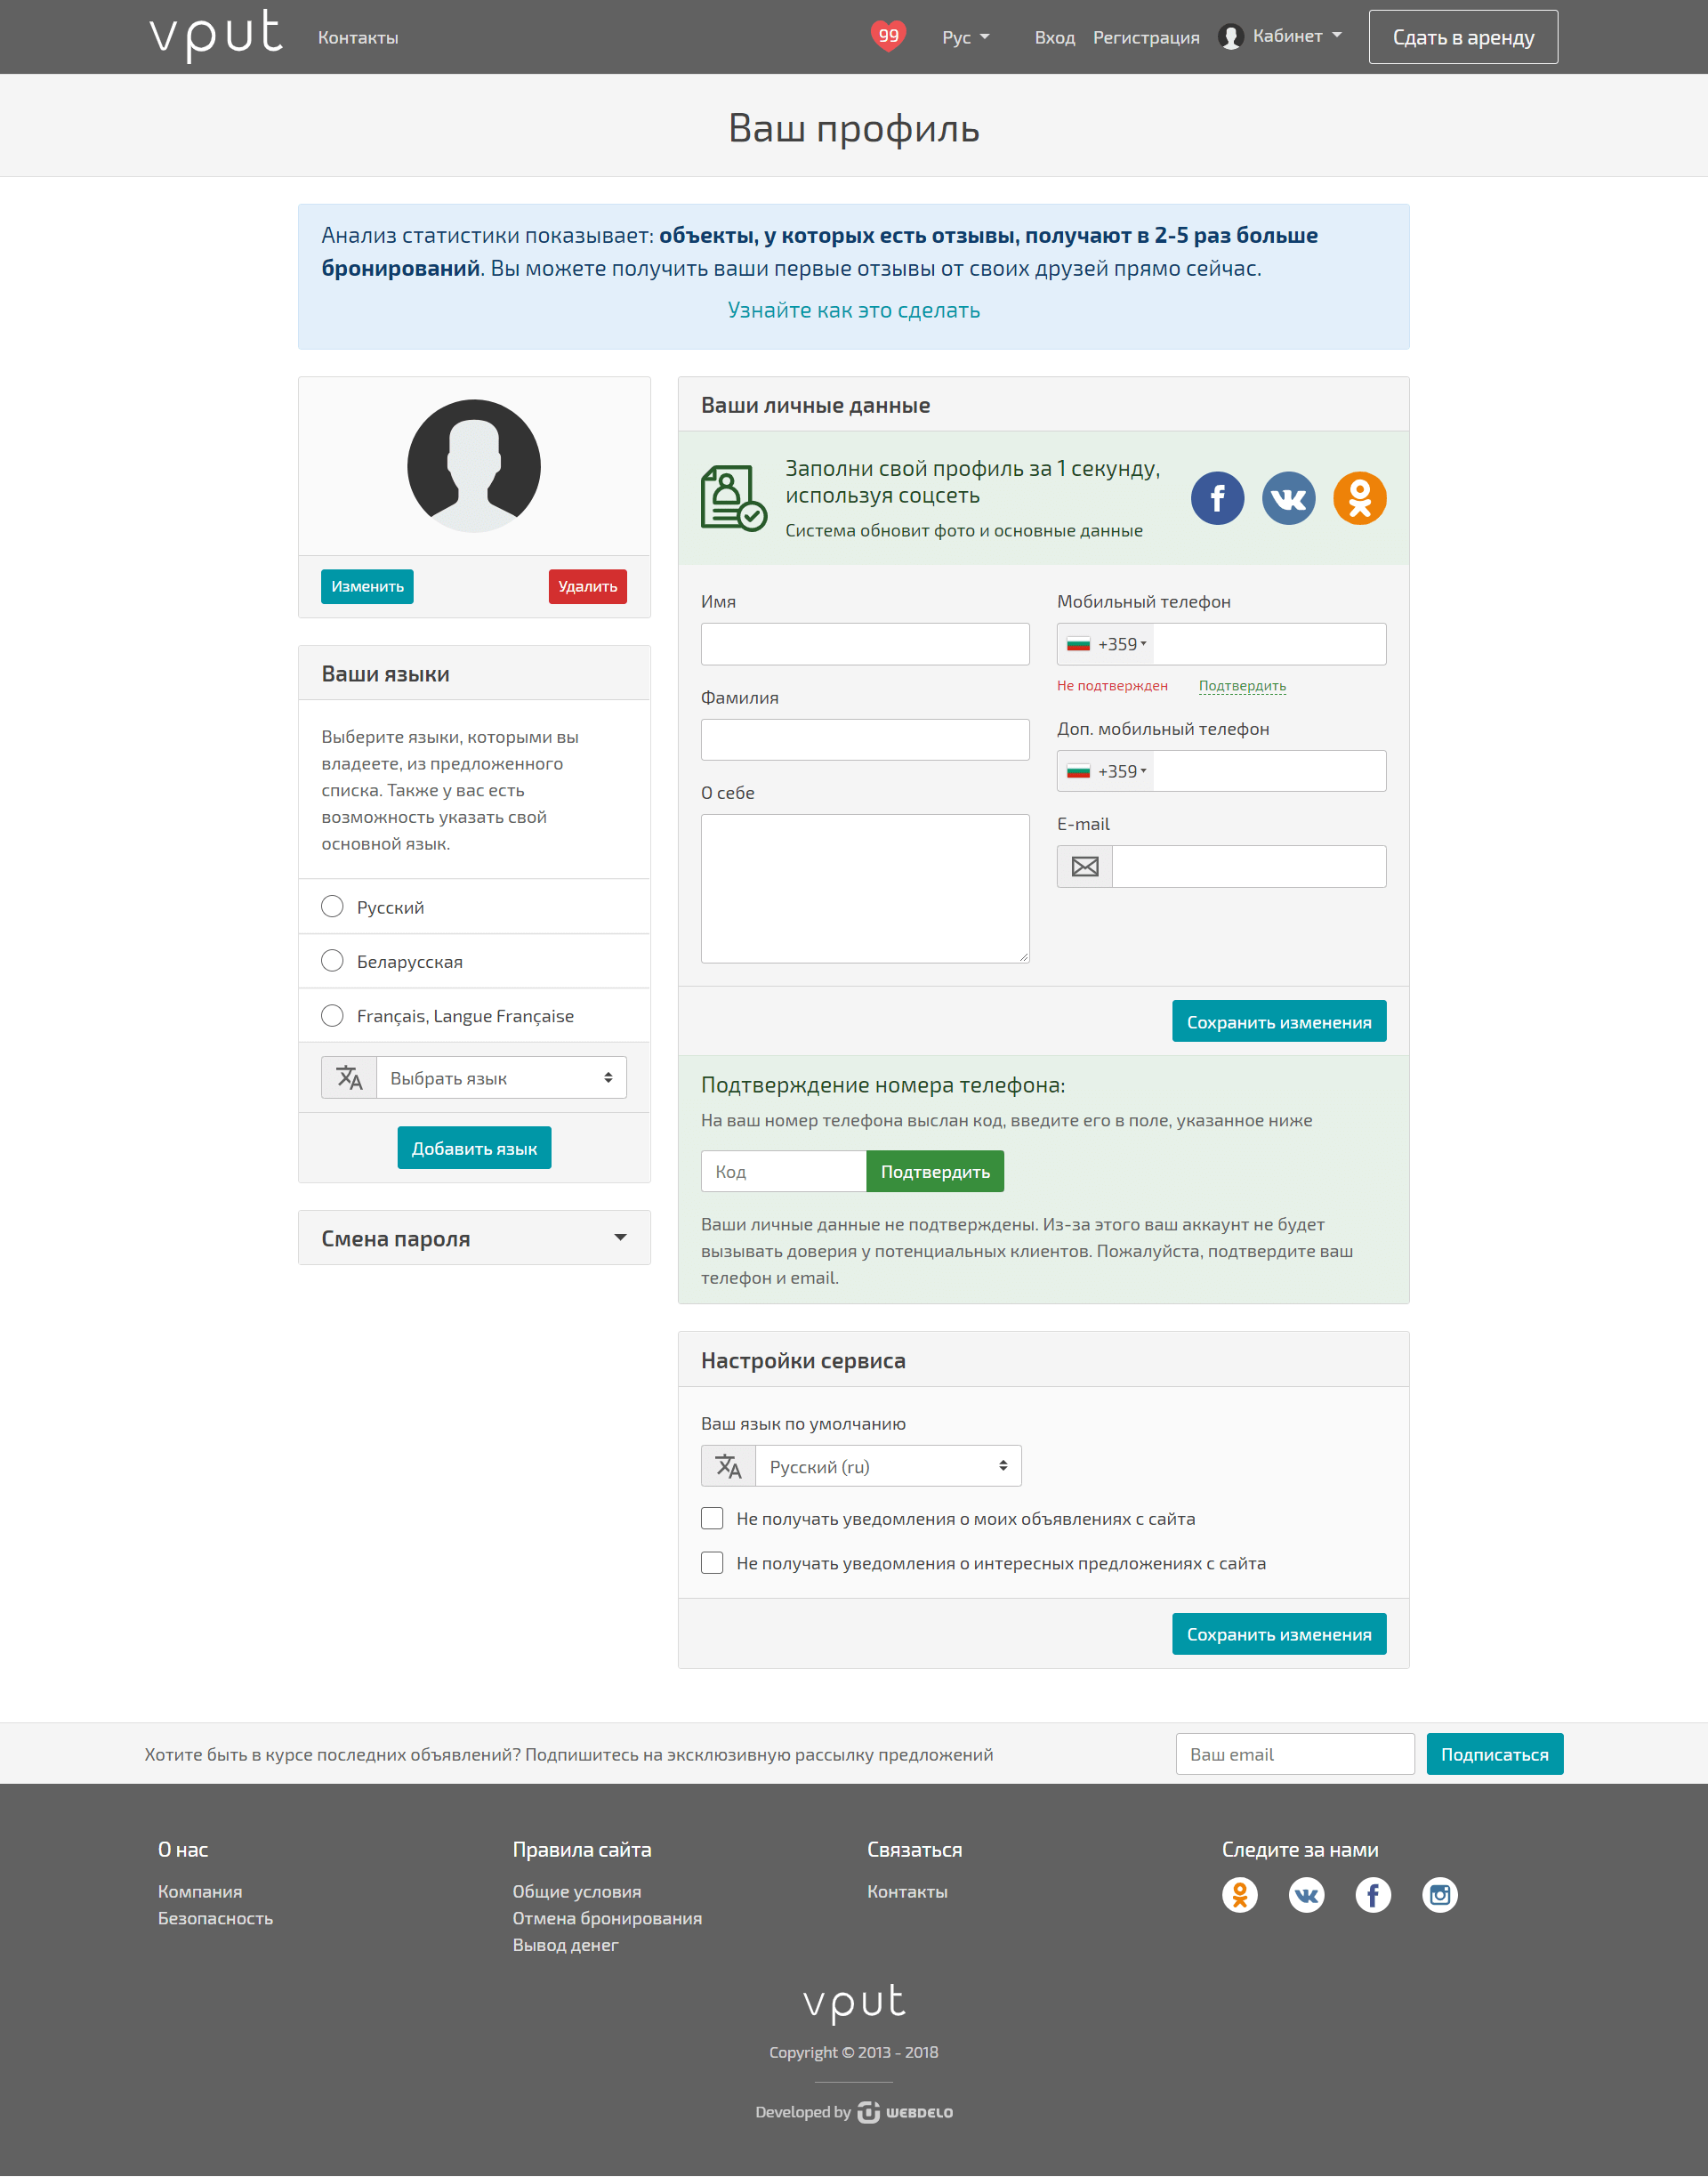 vput
Контакты
99
Рус
Вход
Регистрация
Кабинет
Сдать в аренду
Ваш профиль
Анализ статистики показывает: объекты, у которых есть отзывы, получают в 2-5 раз больше
бронирований. Вы можете получить ваши первые отзывы от своих друзей прямо сейчас.
Узнайте как это сделать
Изменить
Удалить
Ваши языки
Выберите языки, которыми вы
владеете, из предложенного
списка. Также у вас есть
возможность указать свой
основной язык.
Русский
Беларусская
Français, Langue Française
Выбрать язык
Добавить язык
Смена пароля
Ваши личные данные
Заполни свой профиль за 1 секунду,
используя соцсеть
Система обновит фото и основные данные
Имя
Фамилия
О себе
Мобильный телефон
+359
Не подтвержден
Подтвердить
Доп. мобильный телефон
+359
E-mail
Сохранить изменения
Подтверждение номера телефона:
На ваш номер телефона выслан код, введите его в поле, указанное ниже
Код
Подтвердить
Ваши личные данные не подтверждены. Из-за этого ваш аккаунт не будет
вызывать доверия у потенциальных клиентов. Пожалуйста, подтвердите ваш
телефон и email.
Настройки сервиса
Ваш язык по умолчанию
Русский (ru)
Не получать уведомления о моих объявлениях с сайта
Не получать уведомления о интересных предложениях с сайта
Сохранить изменения
Хотите быть в курсе последних объявлений? Подпишитесь на эксклюзивную рассылку предложений
Ваш email
Подписаться
О нас
Компания
Безопасность
Правила сайта
Общие условия
Отмена бронирования
Вывод денег
Связаться
Контакты
Следите за нами
vput
Copyright © 2013 - 2018
Developed by WEBDELO